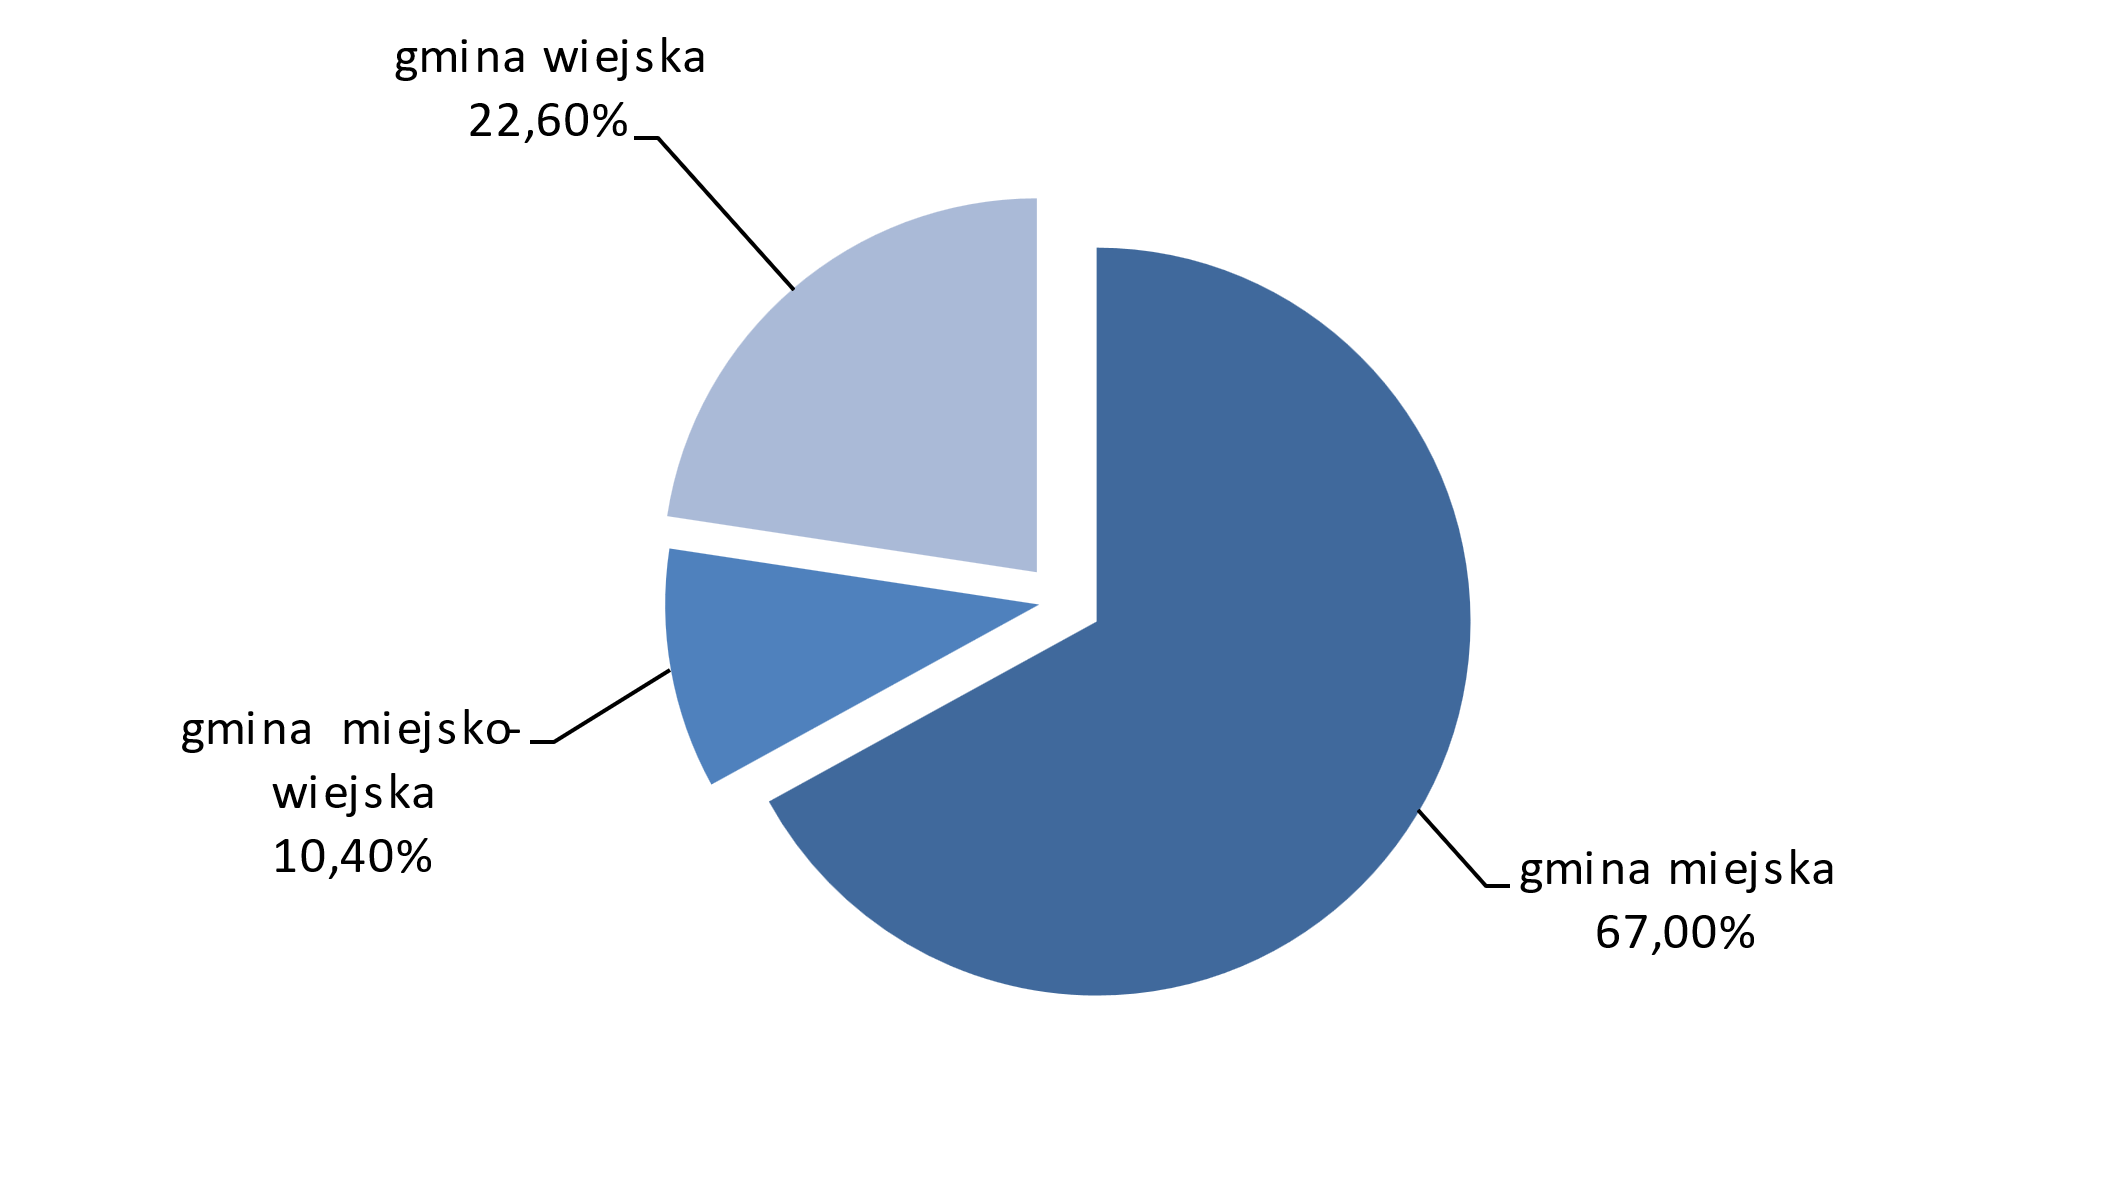 gmina wiejska
22,60%
gmina miejsko-
wiejska
10,40%
gmina miejska
67,00%